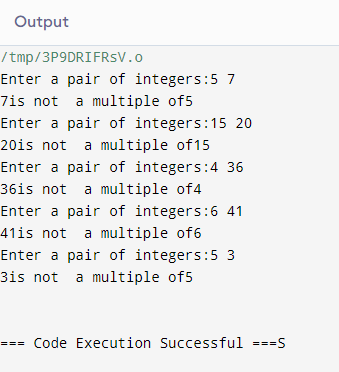 Output
/tmp/3P9DRIFRsV.o
Enter a pair of integers:5 7
7is not  a multiple of5
Enter a pair of integers:15 20
20is not  a multiple of15
Enter a pair of integers:4 36
36is not  a multiple of4
Enter a pair of integers:6 41
41is not  a multiple of6
Enter a pair of integers:5 3
3is not  a multiple of5
=== Code Execution Successful ===S